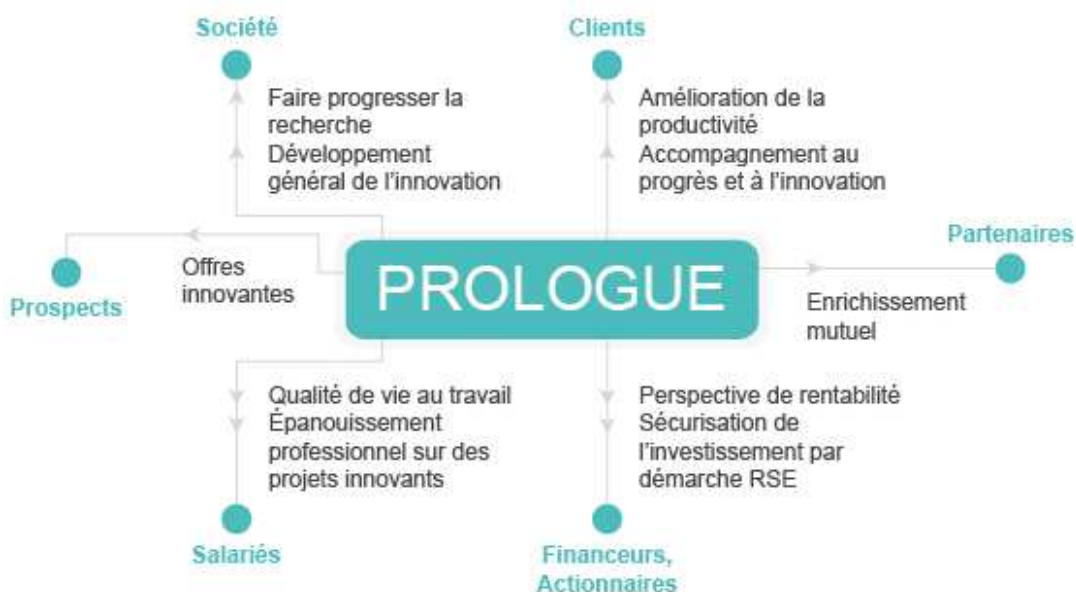 Société
Faire progresser la
recherche
Développement
général de l'innovation
Clients
Amélioration de la
productivité
Accompagnement au
progrès et à l'innovation
Prospects
Offres
innovantes
PROLOGUE
Partenaires
Enrichissement
mutuel
Qualité de vie au travail
Épanouissement
professionnel sur des
projets innovants
Salariés
Perspective de rentabilité
Sécurisation de
l'investissement par
démarche RSE
Financeurs,
Actionnaires